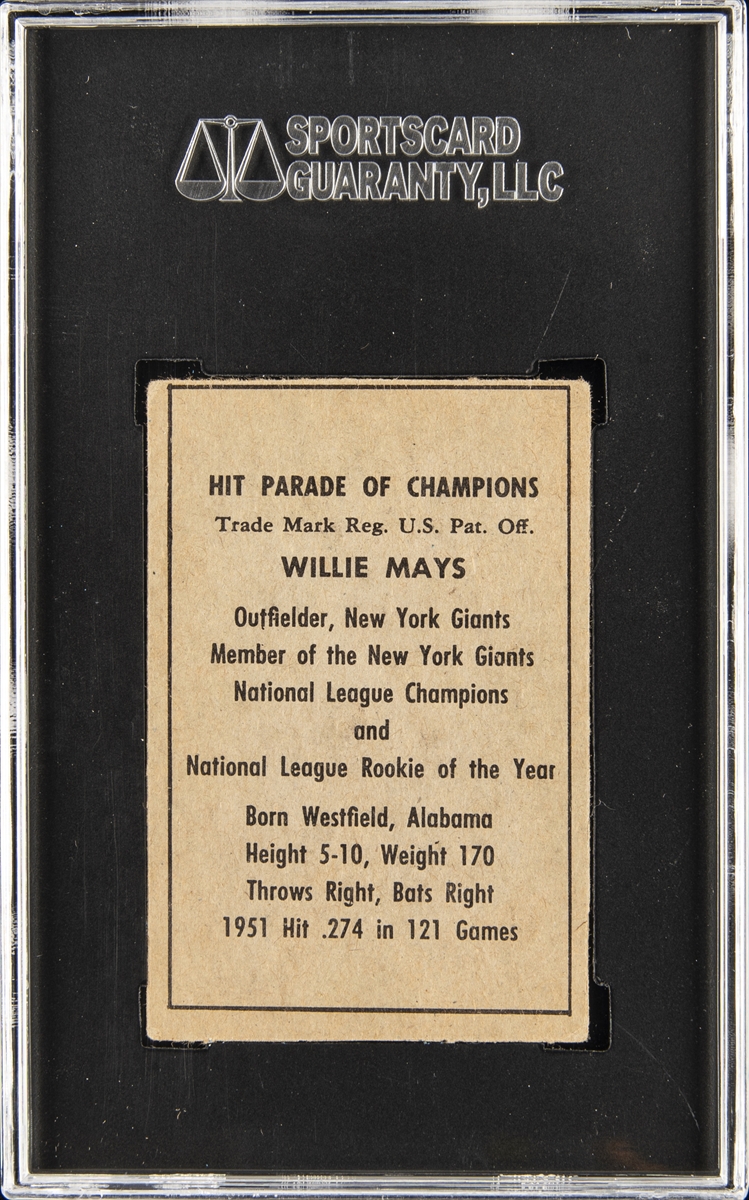 SPORTSCARD
GUARANTY, LLC
HIT PARADE OF CHAMPIONS
Trade Mark Reg. U.S. Pat. Off.
WILLIE MAYS
Outfielder, New York Giants
Member of the New York Giants
National League Champions
and
National League Rookie of the Year
Born Westfield, Alabama
Height 5-10, Weight 170
Throws Right, Bats Right
1951 Hit .274 in 121 Games